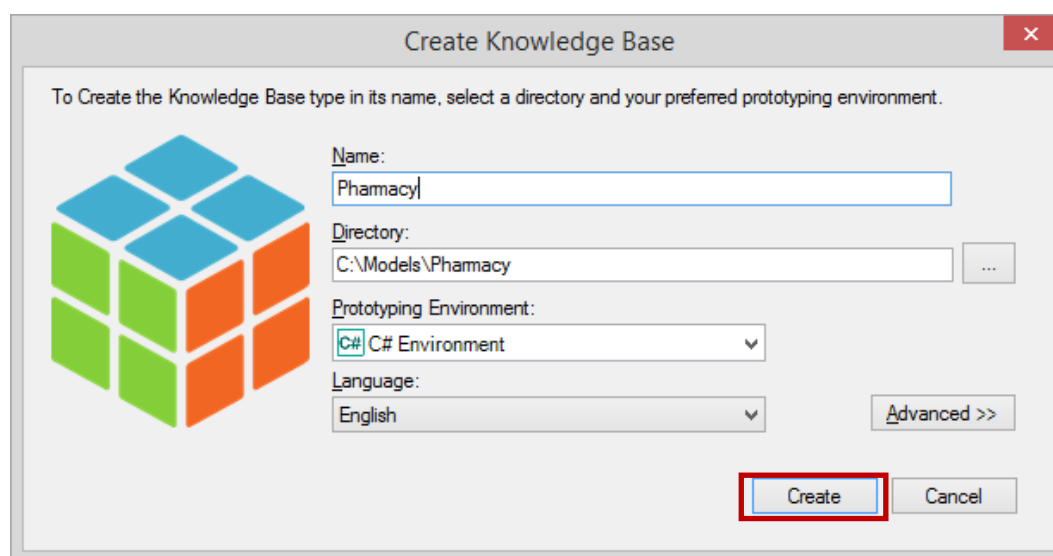 Create Knowledge Base
To Create the Knowledge Base type in its name, select a directory and your preferred prototyping environment.
Name:
Pharmacy
Directory:
C:\Models\Pharmacy
...
Prototyping Environment:
C# C# Environment
Language:
English
Advanced >>
Create Cancel